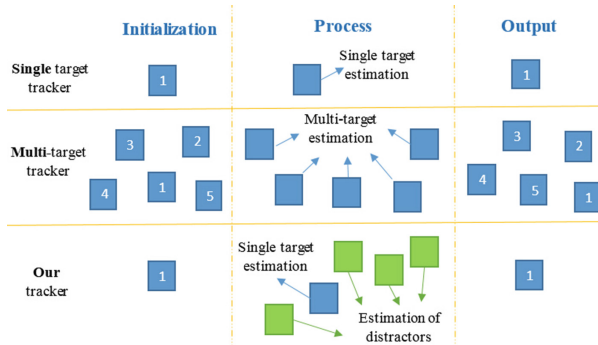 Initialization
Process
Output
Single target
tracker
1
Single target
estimation
1
Multi-target
tracker
3
2
4
1
5
Multi-target
estimation
3
2
4
5
1
Our
tracker
1
Single target
estimation
Estimation of
distractors
1